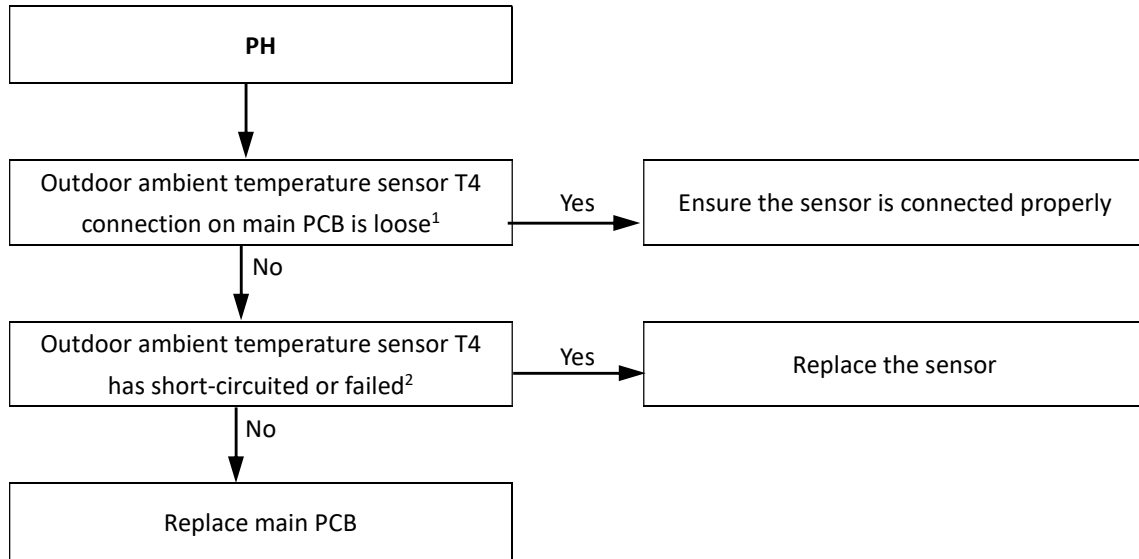 PH
Outdoor ambient temperature sensor T4
connection on main PCB is loose¹
Yes
Ensure the sensor is connected properly
No
Outdoor ambient temperature sensor T4
has short-circuited or failed²
Yes
Replace the sensor
No
Replace main PCB